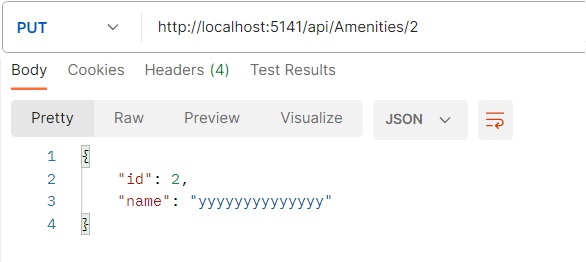 PUT http://localhost:5141/api/Amenities/2
Body Cookies Headers (4) Test Results
Pretty Raw Preview Visualize JSON
1 {
2 "id": 2,
3 "name": "yyyyyyyyyyyyyy"
4 }